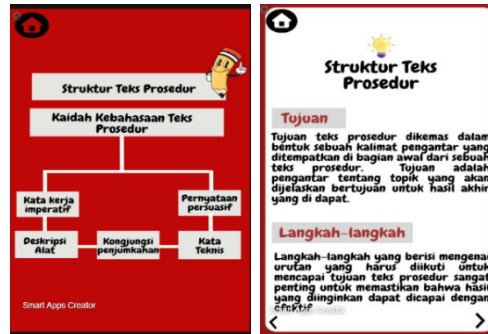 Struktur Teks Prosedur
Kaidah Kebahasaan Teks
Prosedur
Kata kerja
imperatif
Pernyataan
persuasif
Deskripsi
Alat
Kongjungsi
penjumkahan
Kata
Teknis
Smart Apps Creator
Struktur Teks
Prosedur
Tujuan
Tujuan teks prosedur dikemas dalam
bentuk sebuah kalimat pengantar yang
ditempatkan di bagian awal dari sebuah
teks prosedur. Tujuan adalah
pengantar tentang topik yang akan
dijelaskan bertujuan untuk hasil akhir
yang di dapat.
Langkah-langkah
Langkah-langkah yang berisi mengenai
urutan yang harus diikuti untuk
mencapai tujuan teks prosedur sangat
penting untuk memastikan bahwa hasil
yang diinginkan dapat dicapai dengan